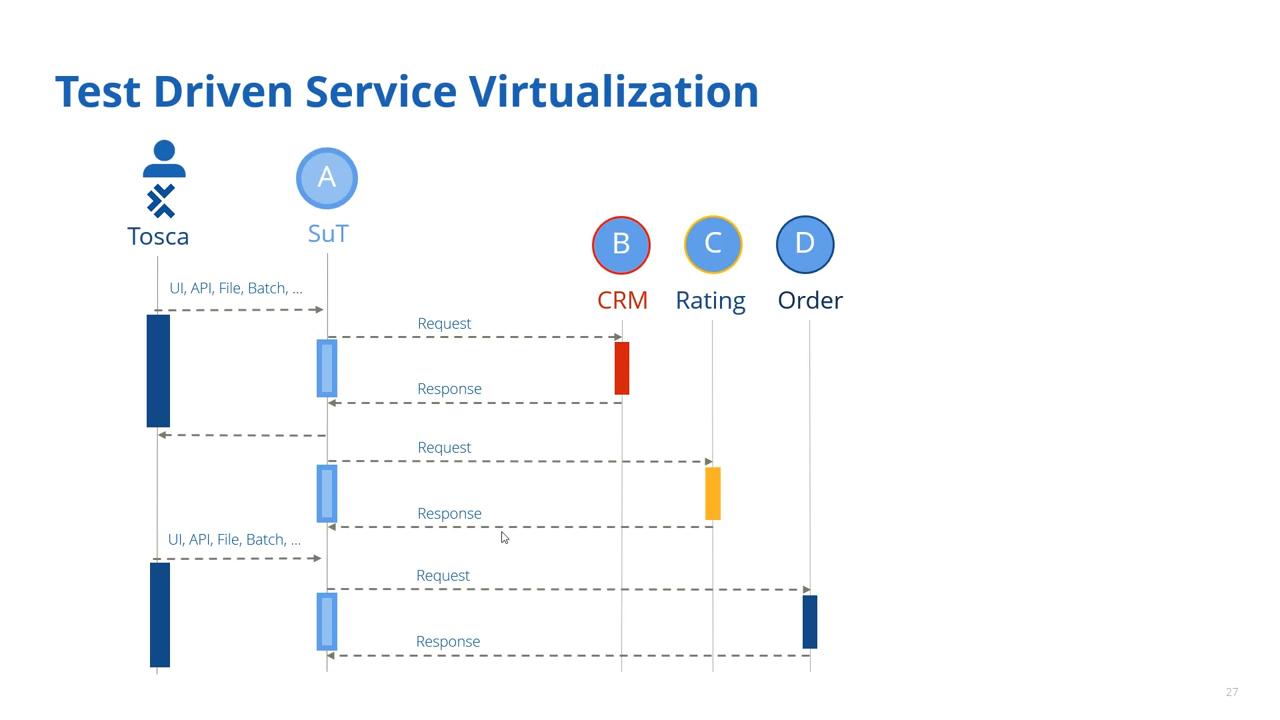 Test Driven Service Virtualization
A
Tosca
SuT
B
C
D
CRM
Rating
Order
UI, API, File, Batch, ...
Request
Response
Request
Response
UI, API, File, Batch, ...
Request
Response
27